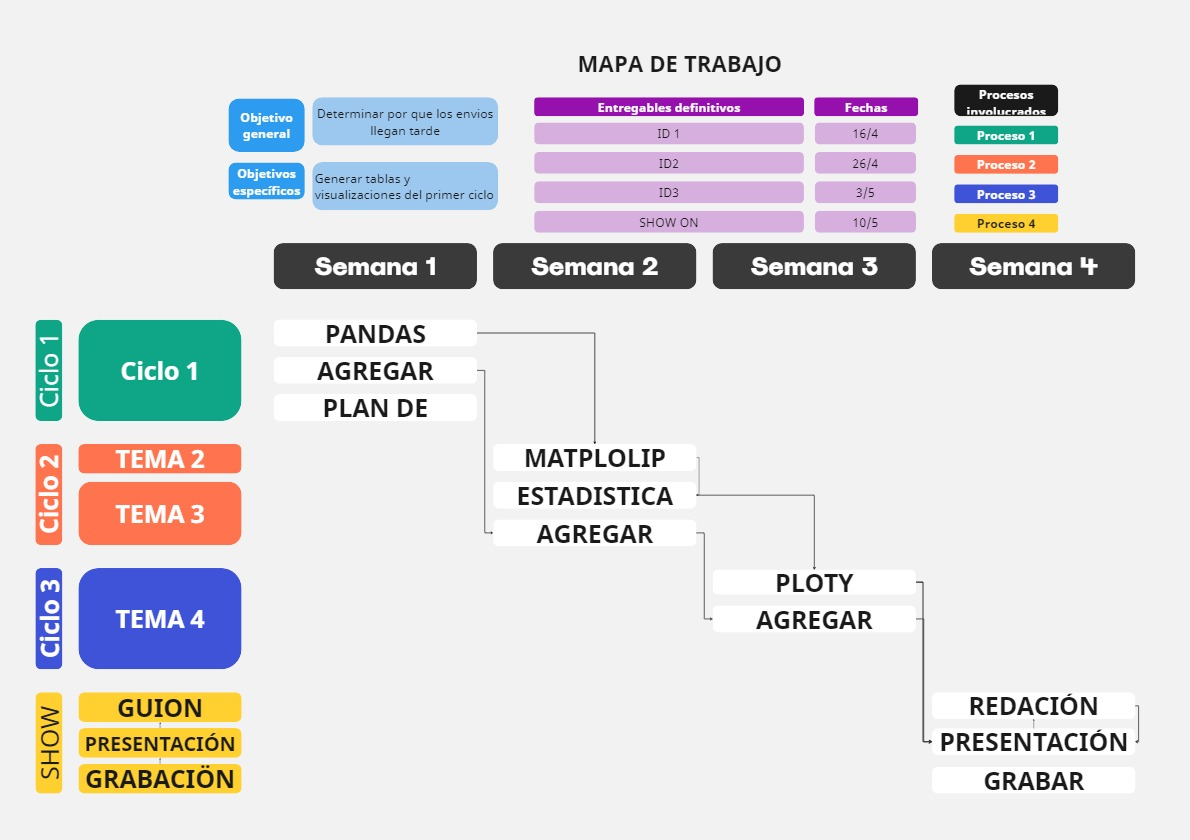 MAPA DE TRABAJO
Objetivo
general
Determinar por que los envios
llegan tarde
Objetivos
específicos
Generar tablas y
visualizaciones del primer ciclo
Entregables definitivos
Fechas
ID 1
16/4
ID2
26/4
ID3
3/5
SHOW ON
10/5
Procesos
involucrados
Proceso 1
Proceso 2
Proceso 3
Proceso 4
Semana 1
Semana 2
Semana 3
Semana 4
Ciclo 1
Ciclo 1
PANDAS
AGREGAR
PLAN DE
Ciclo 2
TEMA 2
TEMA 3
MATPLOLIP
ESTADISTICA
AGREGAR
Ciclo 3
TEMA 4
PLOTY
AGREGAR
SHOW
GUION
PRESENTACIÓN
GRABACIÖN
REDACIÓN
PRESENTACIÓN
GRABAR